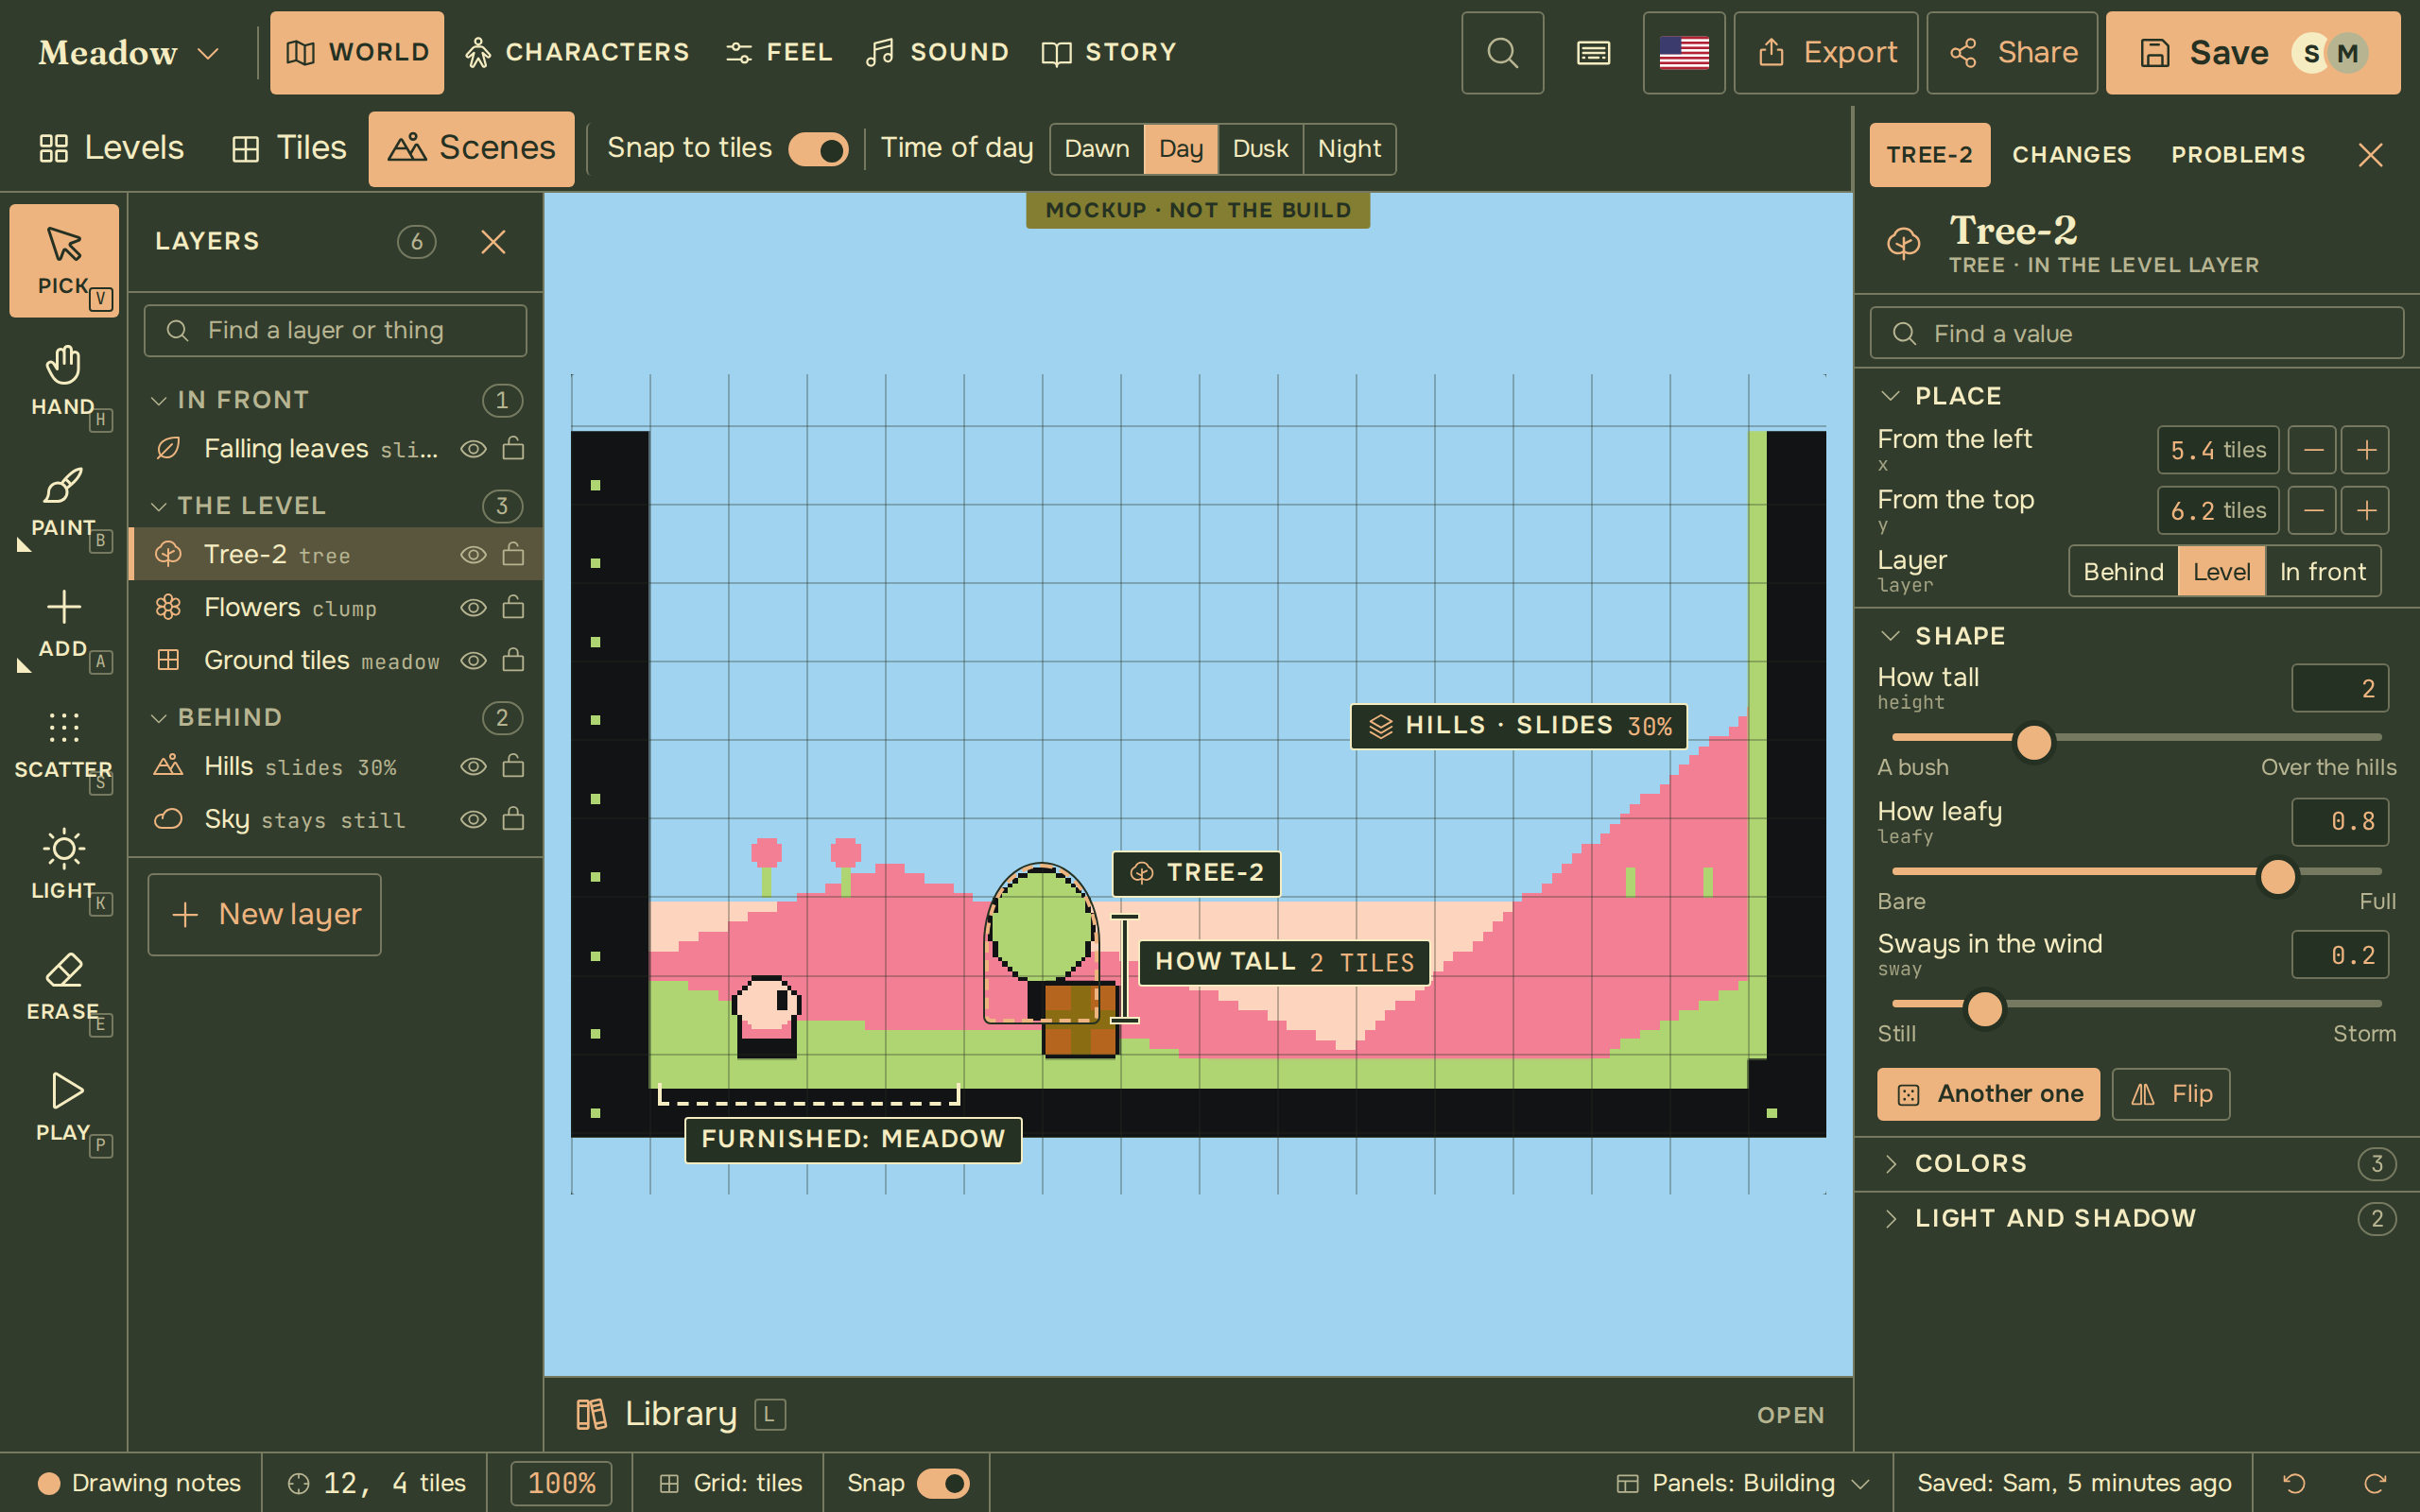 Meadow WORLD CHARACTERS FEEL SOUND STORY Export Share Save S M
Levels Tiles Scenes Snap to tiles Time of day Dawn Day Dusk Night
TREE-2 CHANGES PROBLEMS
PICK V
HAND H
PAINT B
ADD A
SCATTER S
LIGHT K
ERASE E
PLAY P
LAYERS 6
Find a layer or thing
IN FRONT 1
Falling leaves sli...
THE LEVEL 3
Tree-2 tree
Flowers clump
Ground tiles meadow
BEHIND 2
Hills slides 30%
Sky stays still
New layer
MOCKUP · NOT THE BUILD
HILLS · SLIDES 30%
TREE-2
HOW TALL 2 TILES
FURNISHED: MEADOW
Library L OPEN
Tree-2
TREE · IN THE LEVEL LAYER
Find a value
PLACE
From the left 5.4 tiles
x
From the top 6.2 tiles
y
Layer Behind Level In front
layer
SHAPE
How tall 2
height
A bush Over the hills
How leafy 0.8
leafy
Bare Full
Sways in the wind 0.2
sway
Still Storm
Another one Flip
COLORS 3
LIGHT AND SHADOW 2
Drawing notes 12, 4 tiles 100% Grid: tiles Snap Panels: Building Saved: Sam, 5 minutes ago